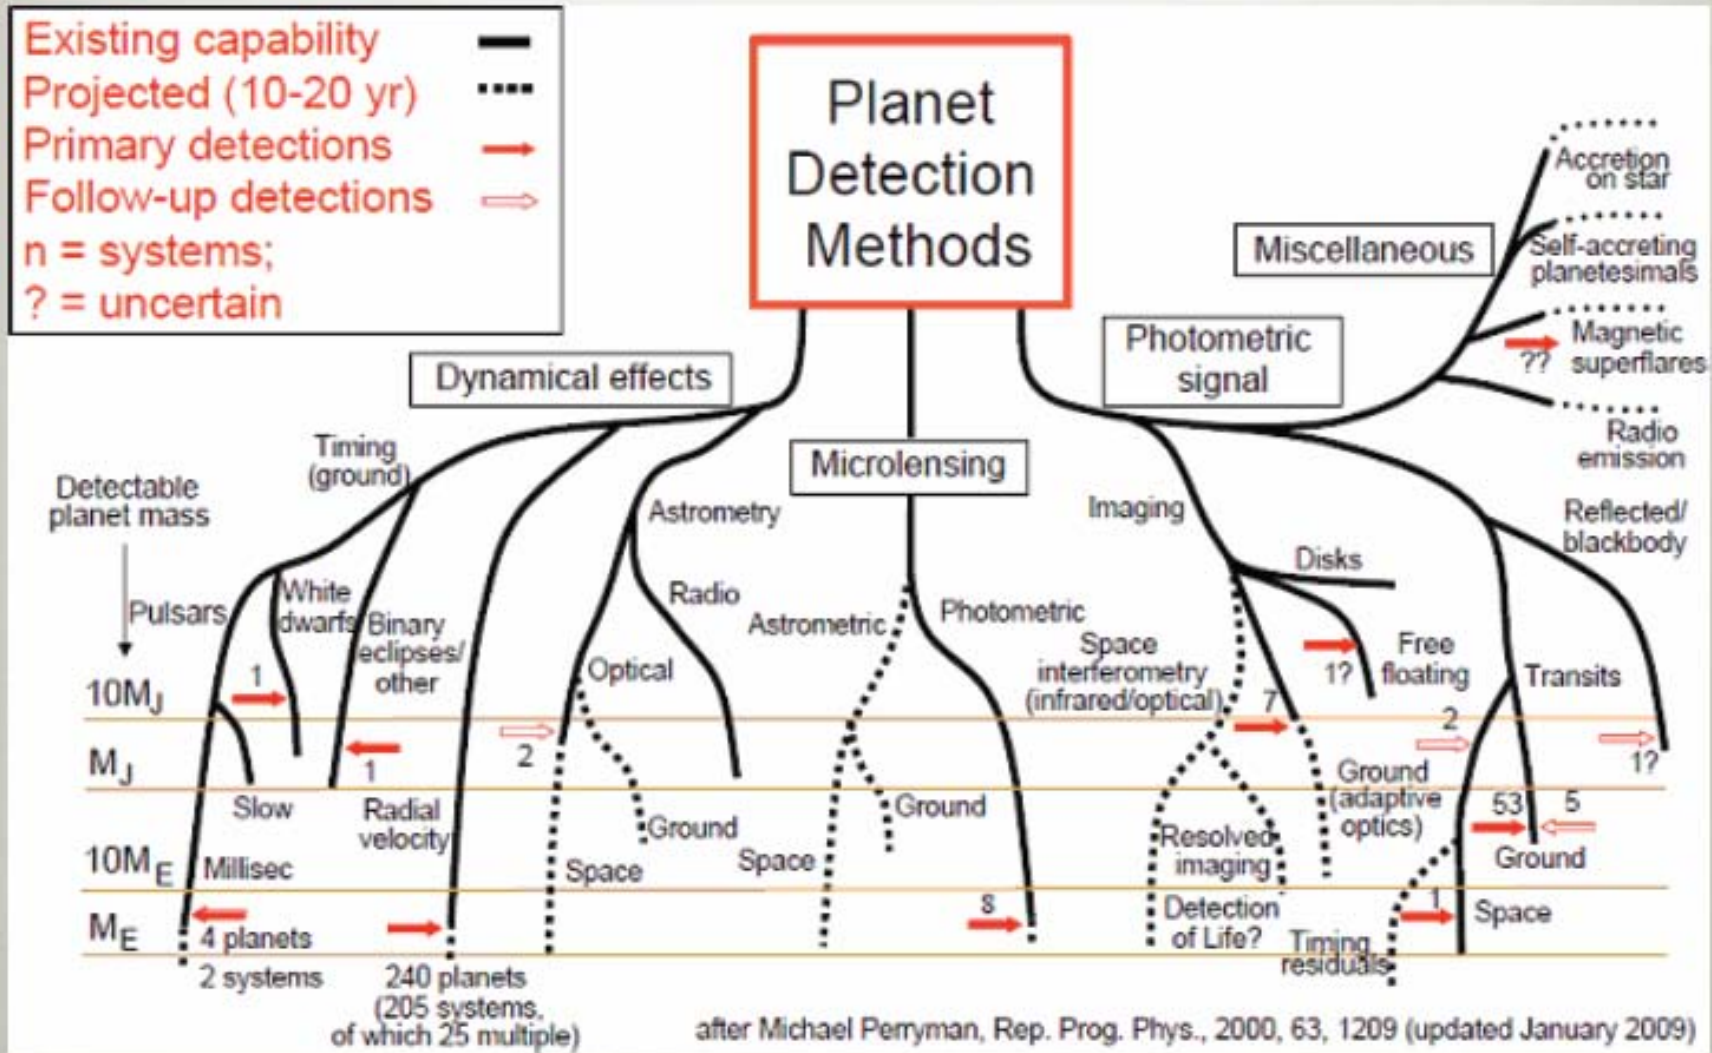 Existing capability
Projected (10-20 yr)
Primary detections
Follow-up detections
n = systems;
? = uncertain
Planet
Detection
Methods
Accretion
on star
Miscellaneous
Self-accreting
planetesimals
Magnetic
superflares
??
Radio
emission
Dynamical effects
Photometric
signal
Microlensing
Timing
(ground)
Detectable
planet mass
Astrometry
Imaging
Reflected/
blackbody
Disks
Pulsars
White
dwarfs
Binary
eclipses/
other
Radio
Astrometric
Photometric
Space
interferometry
(infrared/optical)
Free
floating
1?
Optical
Transits
10MJ
1
7
2
MJ
1
2
1?
Slow
Radial
velocity
Ground
Ground
Ground
(adaptive
optics)
53
5
Ground
10ME
Millisec
Space
Space
Resolved
imaging
ME
4 planets
2 systems
8
Detection
of Life?
1
Space
Timing
residuals
240 planets
(205 systems,
of which 25 multiple)
after Michael Perryman, Rep. Prog. Phys., 2000, 63, 1209 (updated January 2009)